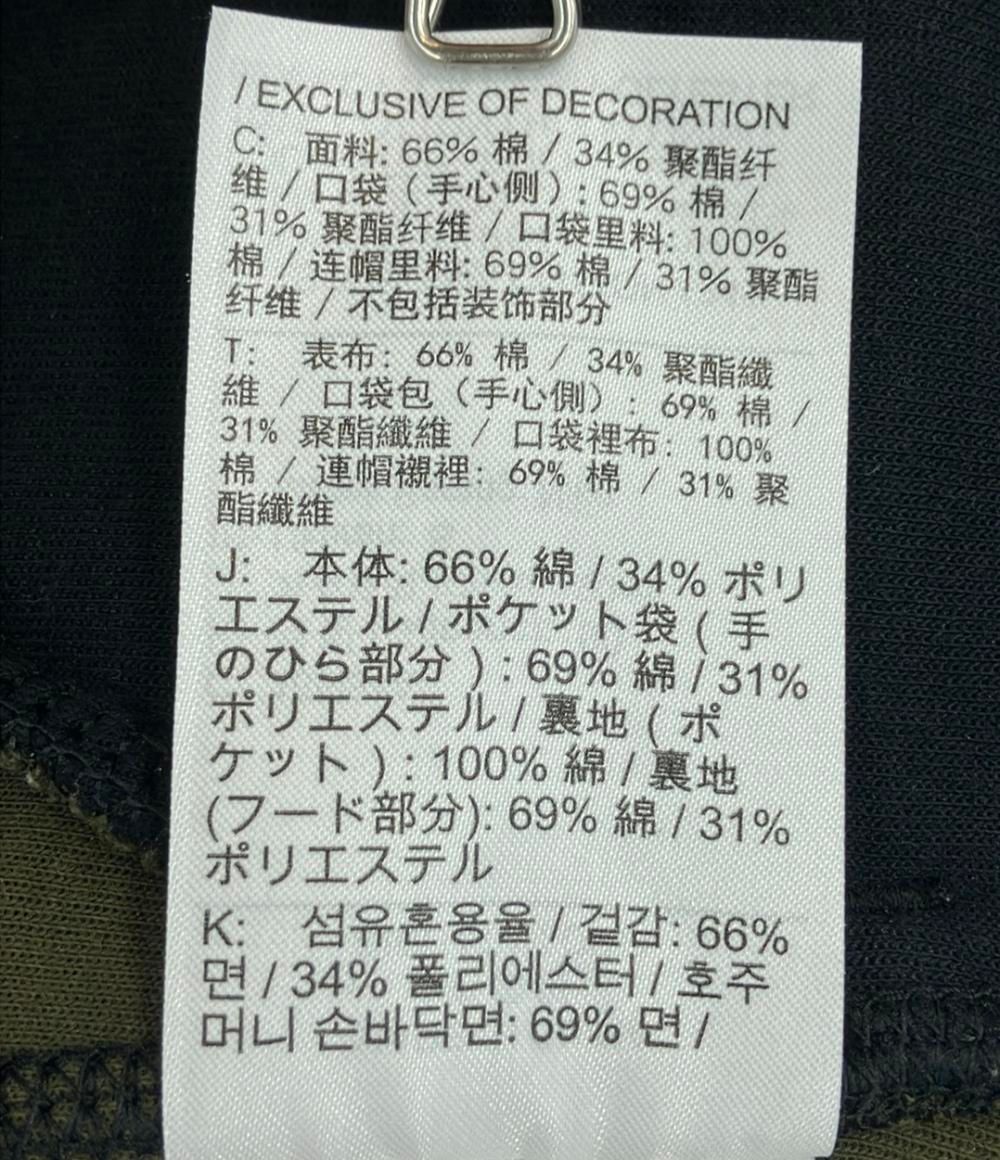 / EXCLUSIVE OF DECORATION
C: 面料: 66% 棉 / 34% 聚酯纤
维 / 口袋 ( 手心侧 ) : 69% 棉 /
31% 聚酯纤维 / 口袋里料: 100%
棉 / 连帽里料: 69% 棉 / 31% 聚酯
纤维 / 不包括装饰部分
T: 表布: 66% 棉 / 34% 聚酯纖
維 / 口袋包 (手心側) : 69% 棉 /
31% 聚酯纖維 / 口袋裡布: 100%
棉 / 連帽襯裡: 69% 棉 / 31% 聚
酯纖維
J: 本体: 66% 綿 / 34% ポリ
エステル / ポケット袋 ( 手
のひら部分 ) : 69% 綿 / 31%
ポリエステル / 裏地 ( ポ
ケット ) : 100% 綿 / 裏地
(フード部分): 69% 綿 / 31%
ポリエステル
K: 섬유혼용율 / 겉감: 66%
면 / 34% 폴리에스터 / 호주
머니 손바닥면: 69% 면 /